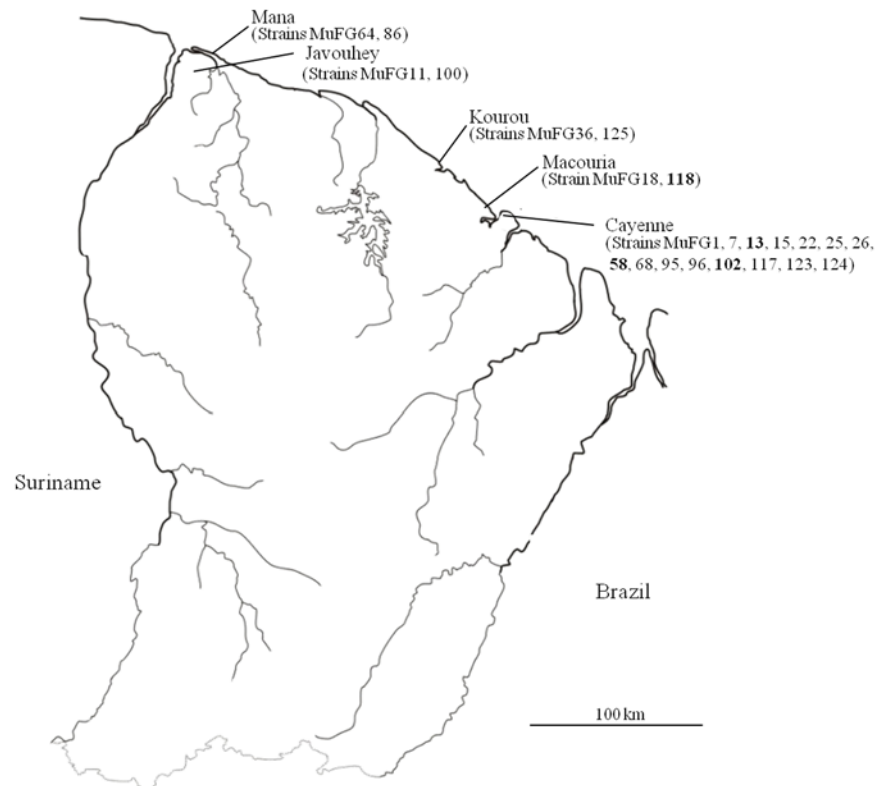 Mana
(Strains MuFG64, 86)
Javouhey
(Strains MuFG11, 100)
Kourou
(Strains MuFG36, 125)
Macouria
(Strain MuFG18, 118)
Cayenne
(Strains MuFG1, 7, 13, 15, 22, 25, 26,
58, 68, 95, 96, 102, 117, 123, 124)
Suriname
Brazil
100 km